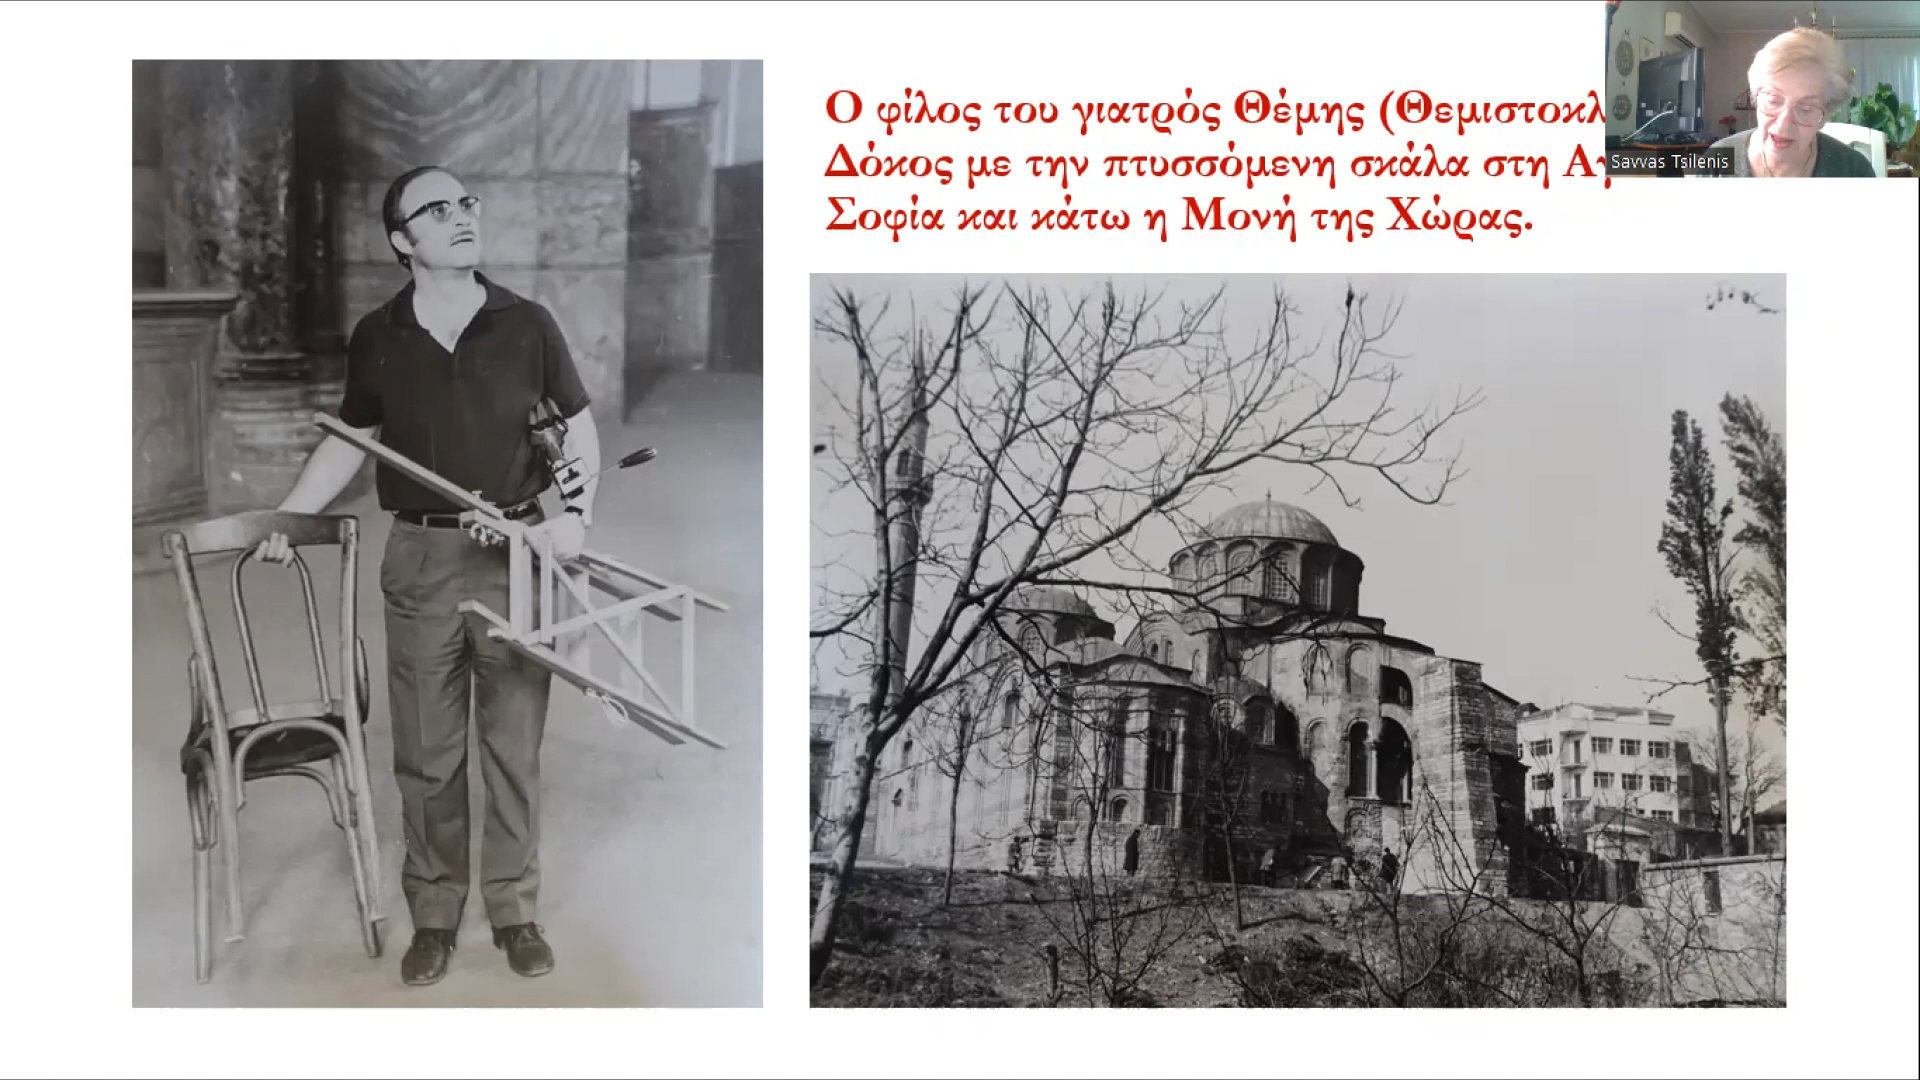 Ο φίλος του γιατρός Θέμης (Θεμιστοκλ
Δόκος με την πτυσσόμενη σκάλα στη
Σοφία και κάτω η Μονή της Χώρας.
Savvas Tsilenis